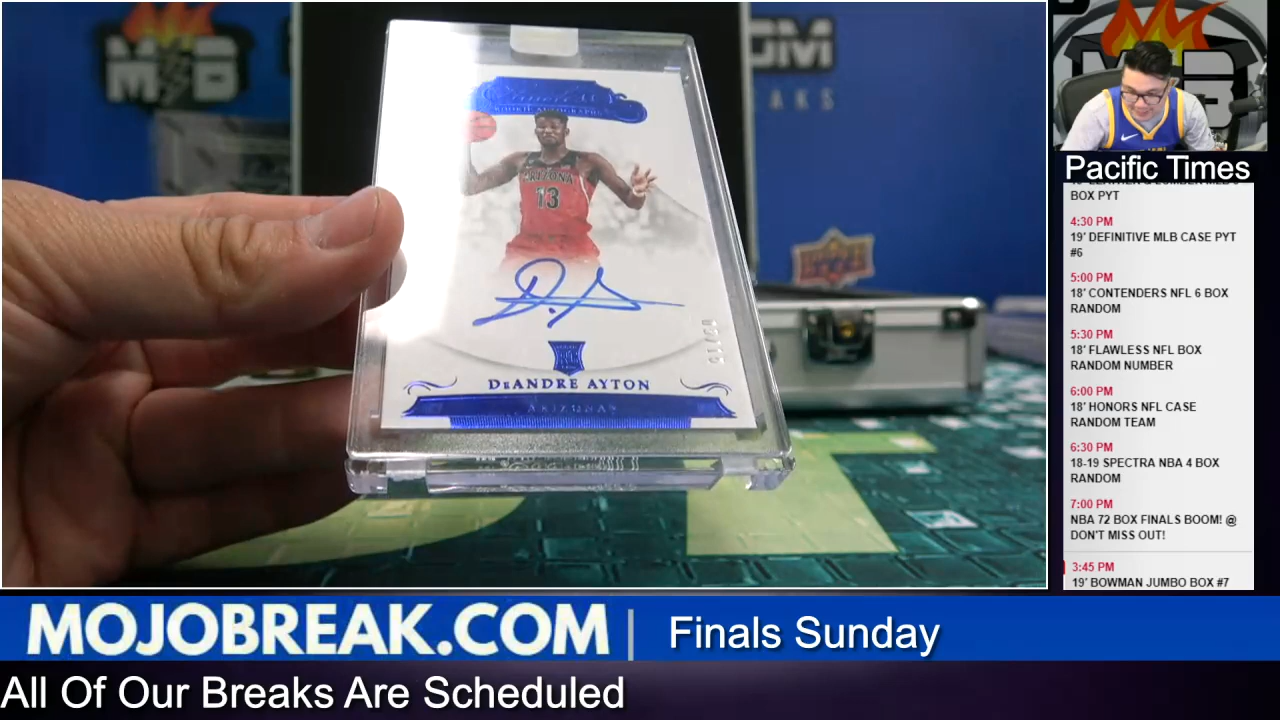 ROOKIE AUTOGRAPHS
ARIZONA
13
RC
DEANDRE AYTON
ARIZONA
Pacific Times
BOX PYT
4:30 PM
19' DEFINITIVE MLB CASE PYT
#6
5:00 PM
18' CONTENDERS NFL 6 BOX
RANDOM
5:30 PM
18' FLAWLESS NFL BOX
RANDOM NUMBER
6:00 PM
18' HONORS NFL CASE
RANDOM TEAM
6:30 PM
18-19 SPECTRA NBA 4 BOX
RANDOM
7:00 PM
NBA 72 BOX FINALS BOOM! @
DON'T MISS OUT!
3:45 PM
19' BOWMAN JUMBO BOX #7
MOJOBREAK.COM | Finals Sunday
All Of Our Breaks Are Scheduled